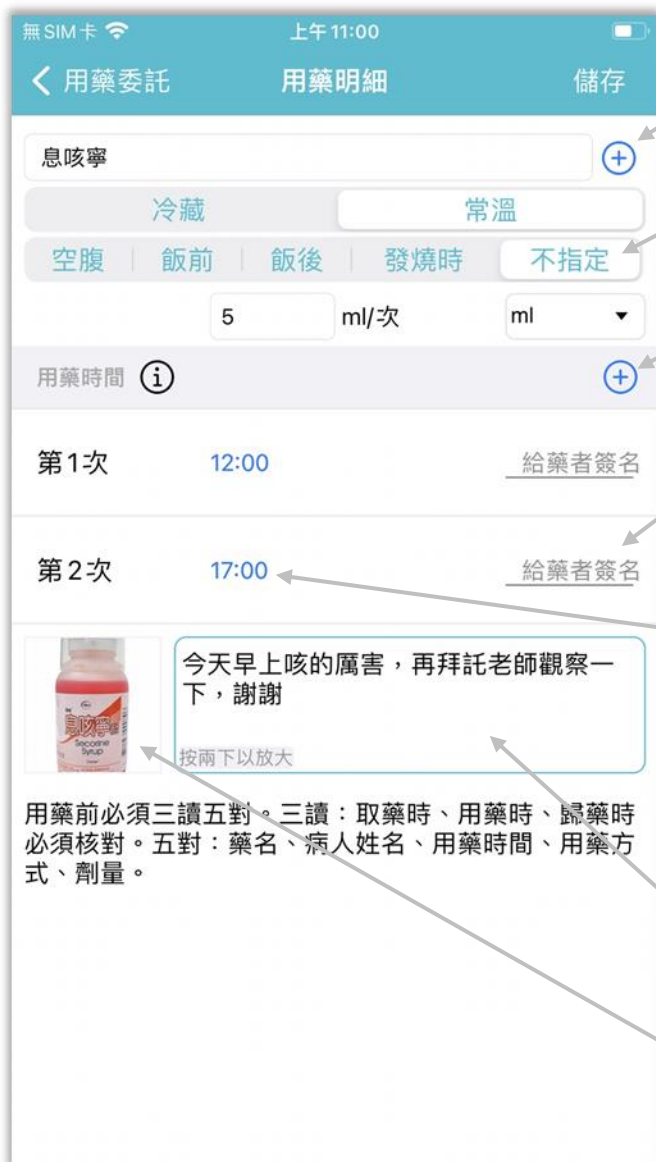 無SIM卡 上午11:00
用藥委託 用藥明細 儲存
息咳寧
冷藏 常溫
空腹 飯前 飯後 發燒時 不指定
5 ml/次 ml
用藥時間
第1次 12:00 給藥者簽名
第2次 17:00 給藥者簽名
今天早上咳的厲害，再拜託老師觀察一
下，謝謝
息咳寧
Secorine
Syrup
按兩下以放大
用藥前必須三讀五對。三讀：取藥時、用藥時、歸藥時
必須核對。五對：藥名、病人姓名、用藥時間、用藥方
式、劑量。